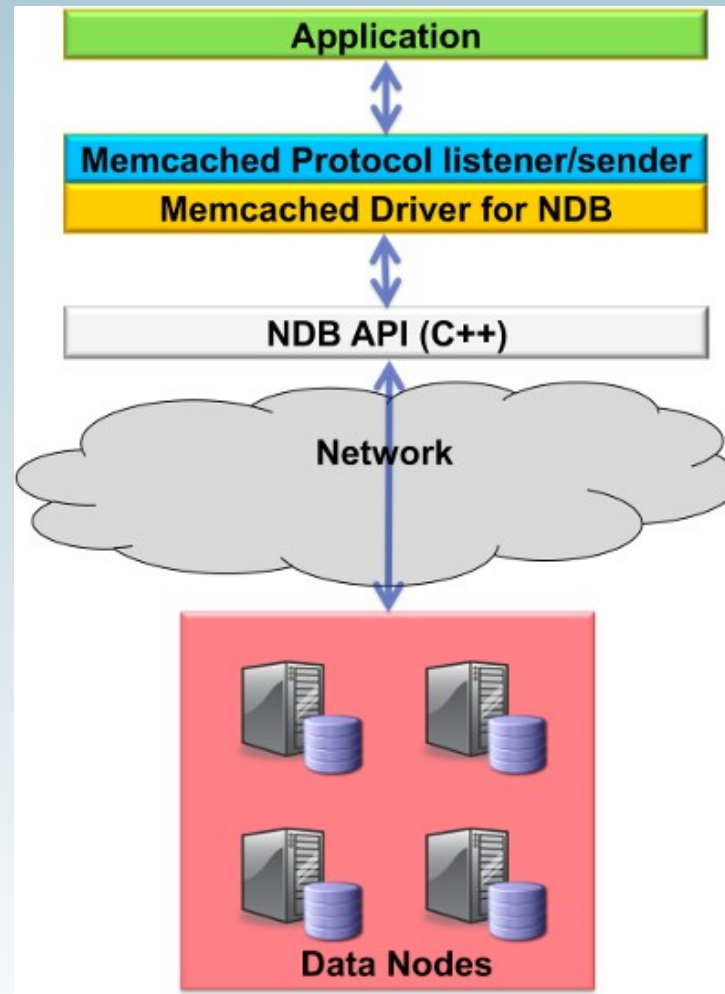 Application
Memcached Protocol listener/sender
Memcached Driver for NDB
NDB API (C++)
Network
Data Nodes